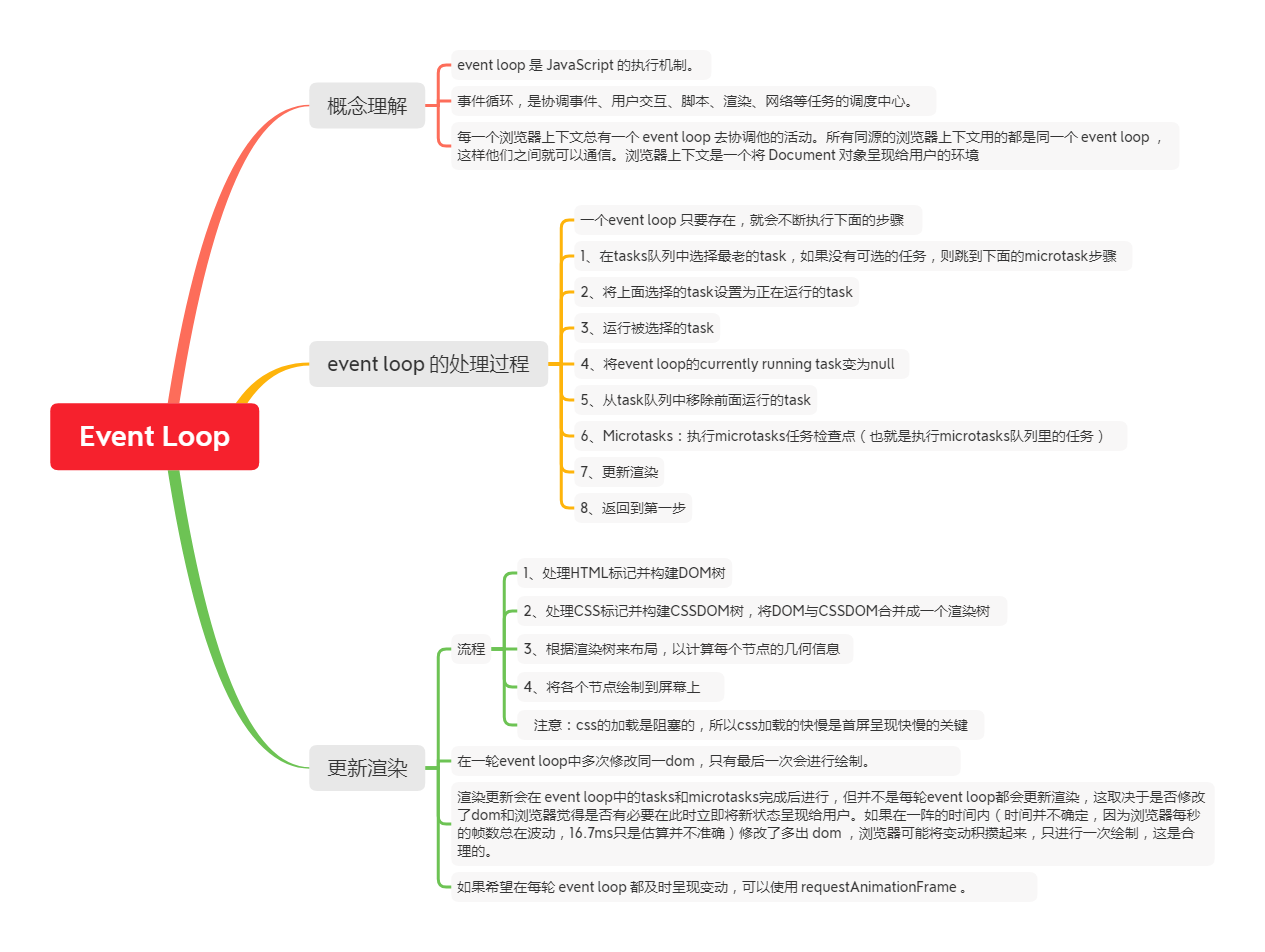 Event Loop
概念理解
event loop 是 JavaScript 的执行机制。
事件循环，是协调事件、用户交互、脚本、渲染、网络等任务的调度中心。
每一个浏览器上下文总有一个 event loop 去协调他的活动。所有同源的浏览器上下文用的都是同一个 event loop ，
这样他们之间就可以通信。浏览器上下文是一个将 Document 对象呈现给用户的环境
event loop 的处理过程
一个event loop 只要存在，就会不断执行下面的步骤
1、在tasks队列中选择最老的task，如果没有可选的任务，则跳到下面的microtask步骤
2、将上面选择的task设置为正在运行的task
3、运行被选择的task
4、将event loop的currently running task变为null
5、从task队列中移除前面运行的task
6、Microtasks：执行microtasks任务检查点（也就是执行microtasks队列里的任务）
7、更新渲染
8、返回到第一步
更新渲染
流程
1、处理HTML标记并构建DOM树
2、处理CSS标记并构建CSSDOM树，将DOM与CSSDOM合并成一个渲染树
3、根据渲染树来布局，以计算每个节点的几何信息
4、将各个节点绘制到屏幕上
注意：css的加载是阻塞的，所以css加载的快慢是首屏呈现快慢的关键
在一轮event loop中多次修改同一dom，只有最后一次会进行绘制。
渲染更新会在 event loop中的tasks和microtasks完成后进行，但并不是每轮event loop都会更新渲染，这取决于是否修改
了dom和浏览器觉得是否有必要在此时立即将新状态呈现给用户。如果在一阵的时间内（时间并不确定，因为浏览器每秒
的帧数总在波动，16.7ms只是估算并不准确）修改了多出 dom ，浏览器可能将变动积攒起来，只进行一次绘制，这是合
理的。
如果希望在每轮 event loop 都及时呈现变动，可以使用 requestAnimationFrame 。